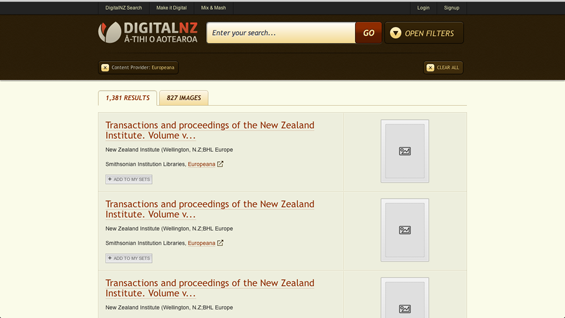 DigitalNZ Search Make it Digital Mix & Mash Login Signup
DIGITALNZ
Ā-TIHI O AOTEAROA
Enter your search... GO OPEN FILTERS
Content Provider: Europeana CLEAR ALL
1,381 RESULTS 827 IMAGES
Transactions and proceedings of the New Zealand
Institute. Volume v...
New Zealand Institute (Wellington, N.Z;BHL Europe
Smithsonian Institution Libraries, Europeana
+ ADD TO MY SETS
Transactions and proceedings of the New Zealand
Institute. Volume v...
New Zealand Institute (Wellington, N.Z;BHL Europe
Smithsonian Institution Libraries, Europeana
+ ADD TO MY SETS
Transactions and proceedings of the New Zealand
Institute. Volume v...
New Zealand Institute (Wellington, N.Z;BHL Europe